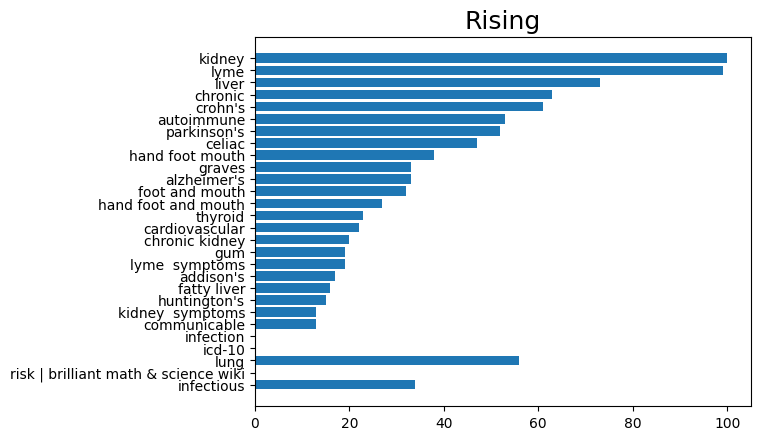 Rising
kidney
lyme
liver
chronic
crohn's
autoimmune
parkinson's
celiac
hand foot mouth
graves
alzheimer's
foot and mouth
hand foot and mouth
thyroid
cardiovascular
chronic kidney
gum
lyme  symptoms
addison's
fatty liver
huntington's
kidney  symptoms
communicable
infection
icd-10
lung
risk | brilliant math & science wiki
infectious
0 20 40 60 80 100